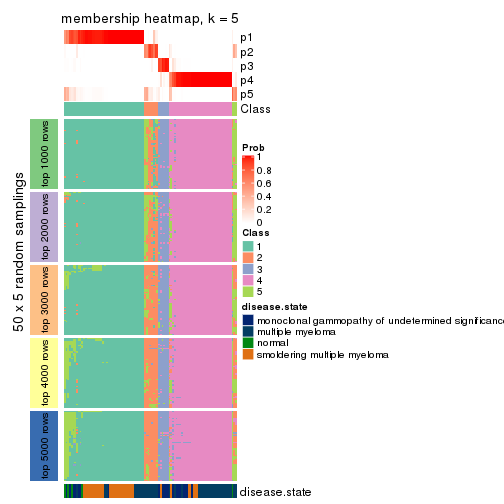 membership heatmap, k = 5
p1
p2
p3
p4
p5
Class
50 x 5 random samplings
top 1000 rows
top 2000 rows
top 3000 rows
top 4000 rows
top 5000 rows
Prob
1
0.8
0.6
0.4
0.2
0
Class
1
2
3
4
5
disease.state
monoclonal gammopathy of undetermined significance
multiple myeloma
normal
smoldering multiple myeloma
disease.state